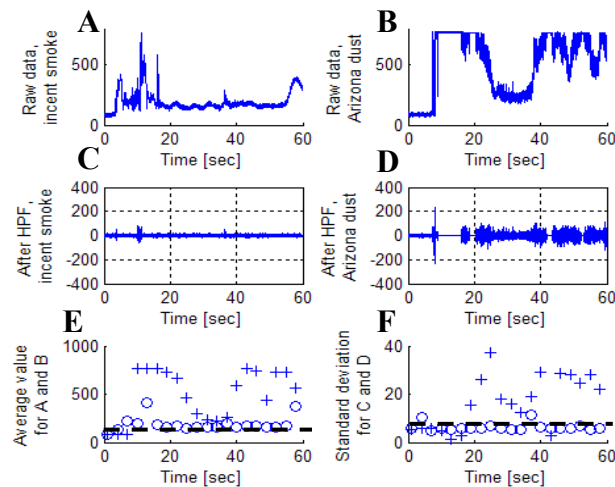 A
B
Raw data,
incent smoke
500
0
0 20 40 60
Time [sec]
Raw data,
Arizona dust
500
0
0 20 40 60
Time [sec]
C
D
After HPF,
incent smoke
400
200
0
-200
-400
0 20 40 60
Time [sec]
After HPF,
Arizona dust
400
200
0
-200
-400
0 20 40 60
Time [sec]
E
F
Average value
for A and B
1000
500
0
0 20 40 60
Time [sec]
Standard deviation
for C and D
40
20
0
0 20 40 60
Time [sec]